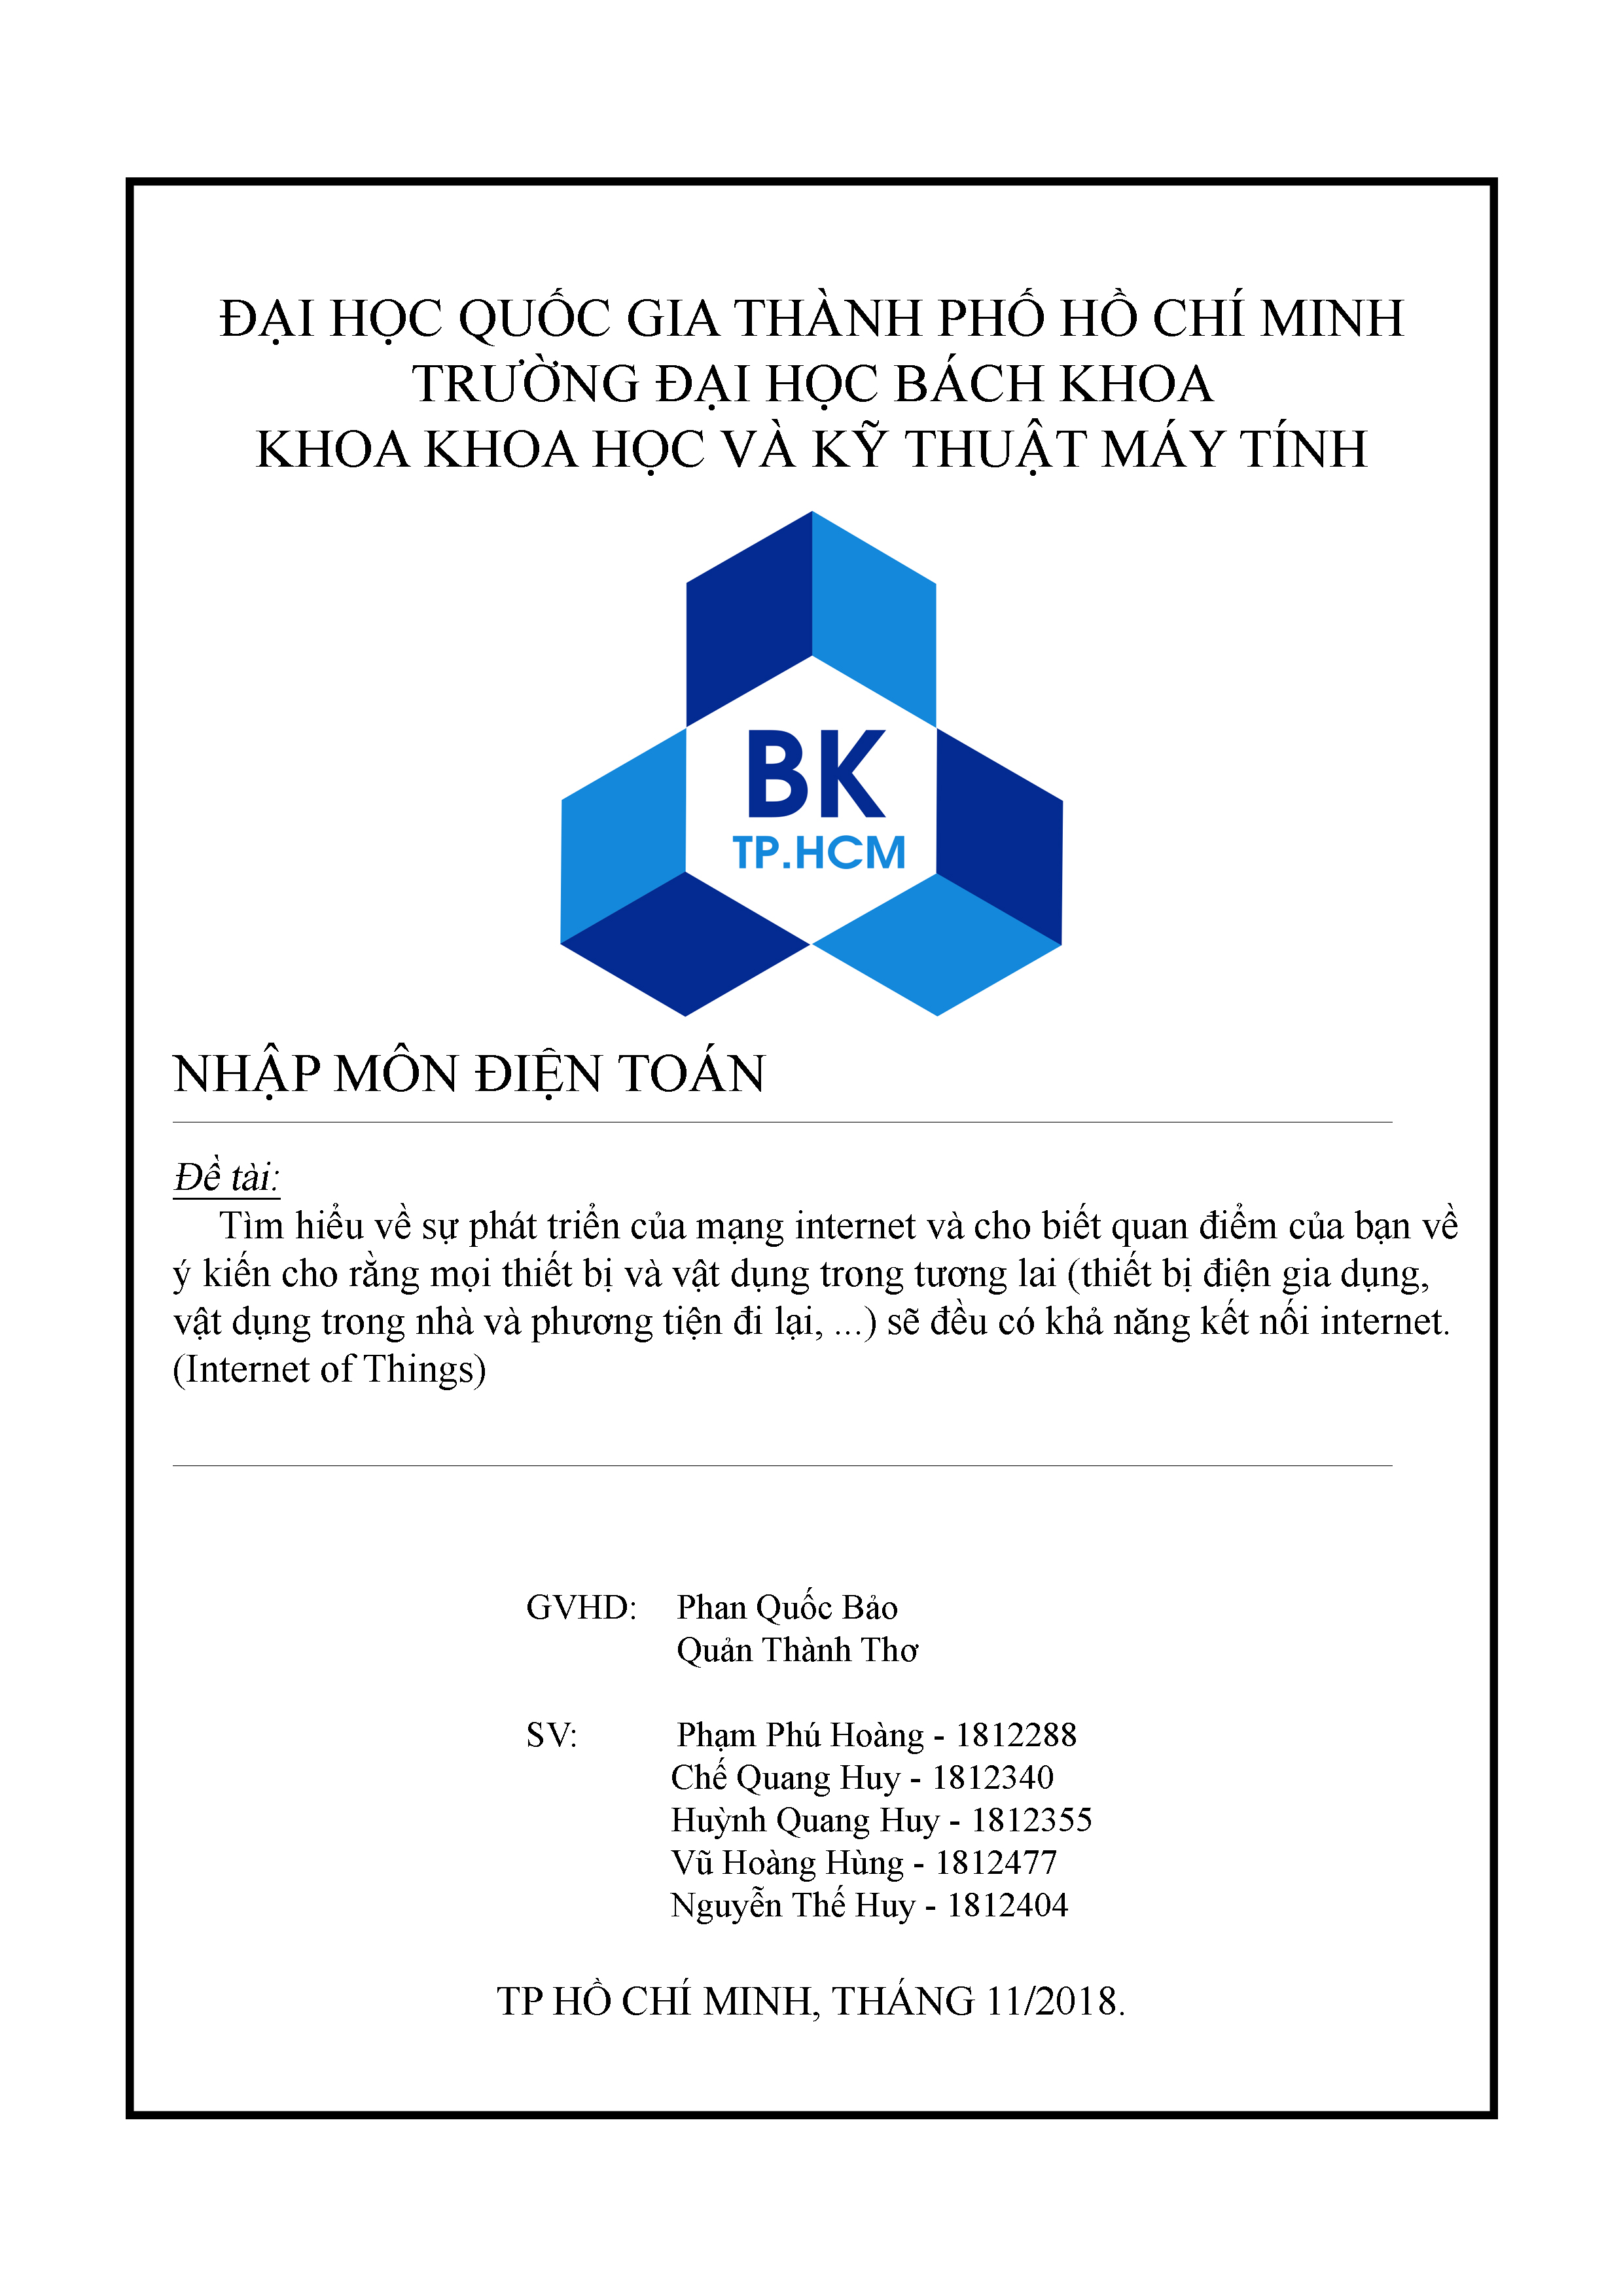 ĐẠI HỌC QUỐC GIA THÀNH PHỐ HỒ CHÍ MINH
TRƯỜNG ĐẠI HỌC BÁCH KHOA
KHOA KHOA HỌC VÀ KỸ THUẬT MÁY TÍNH
BK
TP.HCM
NHẬP MÔN ĐIỆN TOÁN
Đề tài:
Tìm hiểu về sự phát triển của mạng internet và cho biết quan điểm của bạn về
ý kiến cho rằng mọi thiết bị và vật dụng trong tương lai (thiết bị điện gia dụng,
vật dụng trong nhà và phương tiện đi lại, ...) sẽ đều có khả năng kết nối internet.
(Internet of Things)
GVHD: Phan Quốc Bảo
Quản Thành Thơ
SV: Phạm Phú Hoàng - 1812288
Chế Quang Huy - 1812340
Huỳnh Quang Huy - 1812355
Vũ Hoàng Hùng - 1812477
Nguyễn Thế Huy - 1812404
TP HỒ CHÍ MINH, THÁNG 11/2018.